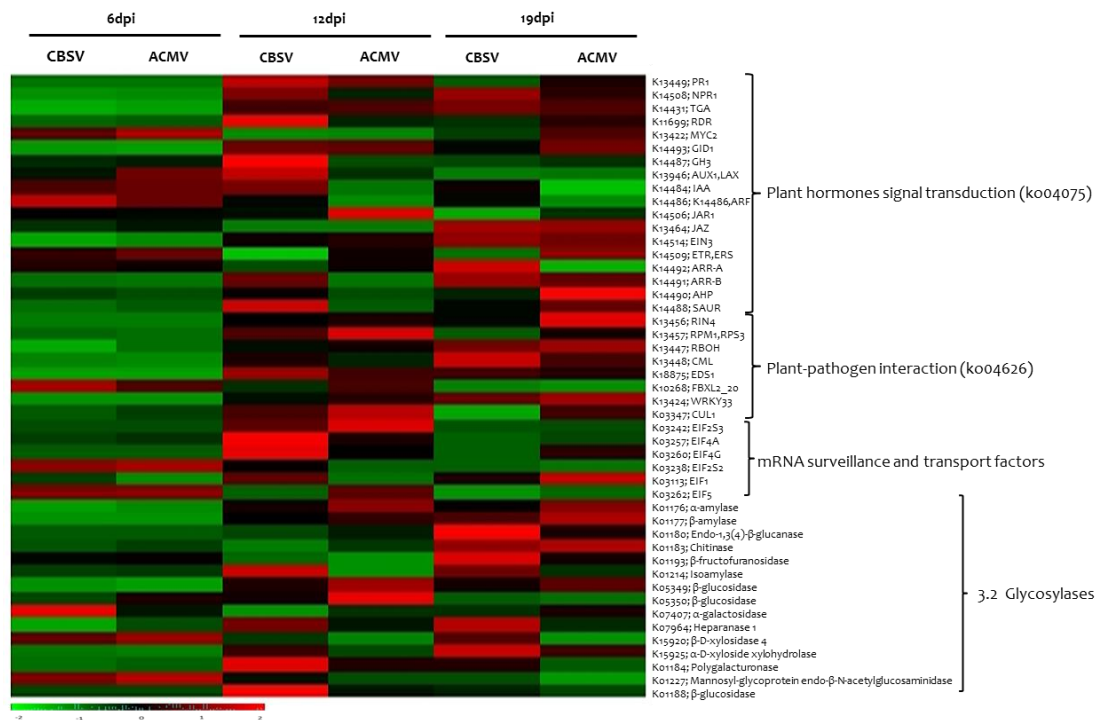 6dpi 12dpi 19dpi
CBSV ACMV CBSV ACMV CBSV ACMV
K13449; PR1
K14508; NPR1
K14431; TGA
K11699; RDR
K13422; MYC2
K14493; GID1
K14487; GH3
K13946; AUX1,LAX
K14484; IAA
K14486; K14486,ARF
K14506; JAR1
K13464; JAZ
K14514; EIN3
K14509; ETR,ERS
K14492; ARR-A
K14491; ARR-B
K14490; AHP
K14488; SAUR
Plant hormones signal transduction (ko04075)
K13456; RIN4
K13457; RPM1,RPS3
K13447; RBOH
K13448; CML
K18875; EDS1
K10268; FBXL2_20
K13424; WRKY33
K03347; CUL1
Plant-pathogen interaction (ko04626)
K03242; EIF2S3
K03257; EIF4A
K03260; EIF4G
K03238; EIF2S2
K03113; EIF1
K03262; EIF5
mRNA surveillance and transport factors
K01176; α-amylase
K01177; β-amylase
K01180; Endo-1,3(4)-β-glucanase
K01183; Chitinase
K01193; β-fructofuranosidase
K01214; Isoamylase
K05349; β-glucosidase
K05350; β-glucosidase
K07407; α-galactosidase
K07964; Heparanase 1
K15920; β-D-xylosidase 4
K15925; α-D-xyloside xylohydrolase
K01184; Polygalacturonase
K01227; Mannosyl-glycoprotein endo-β-N-acetylglucosaminidase
K01188; β-glucosidase
3.2 Glycosylases
-2 -1 0 1 2